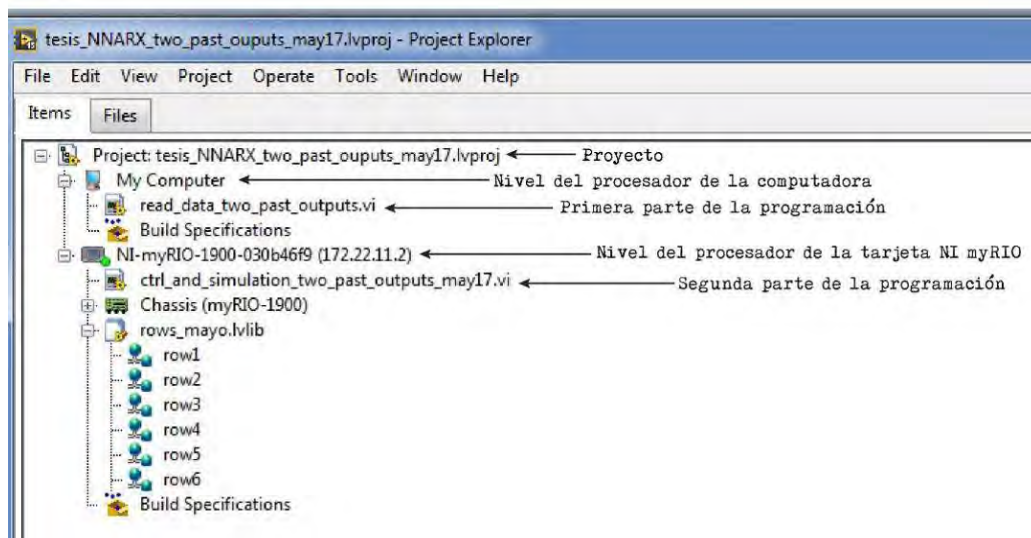 tesis_NNARX_two_past_ouputs_may17.lvproj - Project Explorer
File Edit View Project Operate Tools Window Help
Items Files
Project: tesis_NNARX_two_past_ouputs_may17.lvproj Proyecto
My Computer Nivel del procesador de la computadora
read_data_two_past_outputs.vi Primera parte de la programación
Build Specifications
NI-myRIO-1900-030b46f9 (172.22.11.2) Nivel del procesador de la tarjeta NI myRIO
ctrl_and_simulation_two_past_outputs_may17.vi Segunda parte de la programación
Chassis (myRIO-1900)
rows_mayo.lvlib
row1
row2
row3
row4
row5
row6
Build Specifications